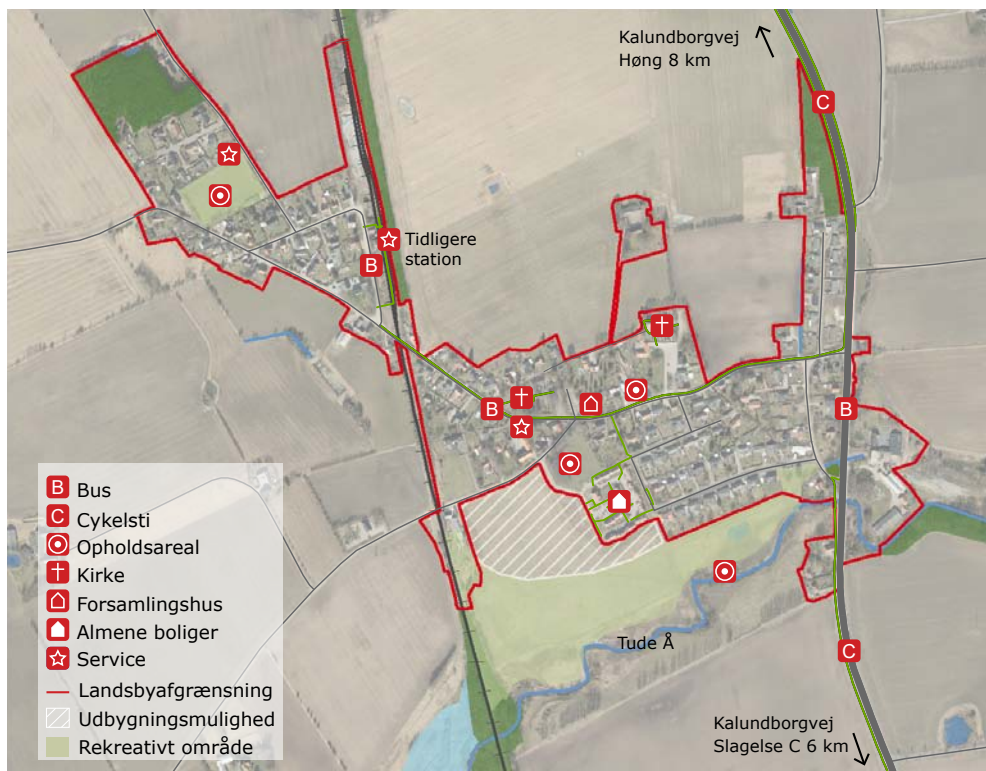 Kalundborgvej
Høng 8 km
C
B
Tidligere
station
B
B
B
Bus
C
Cykelsti
Opholdsareal
Kirke
Forsamlingshus
Almene boliger
Service
Landsbyafgrænsning
Udbygningsmulighed
Rekreativt område
Tude Å
C
Kalundborgvej
Slagelse C 6 km